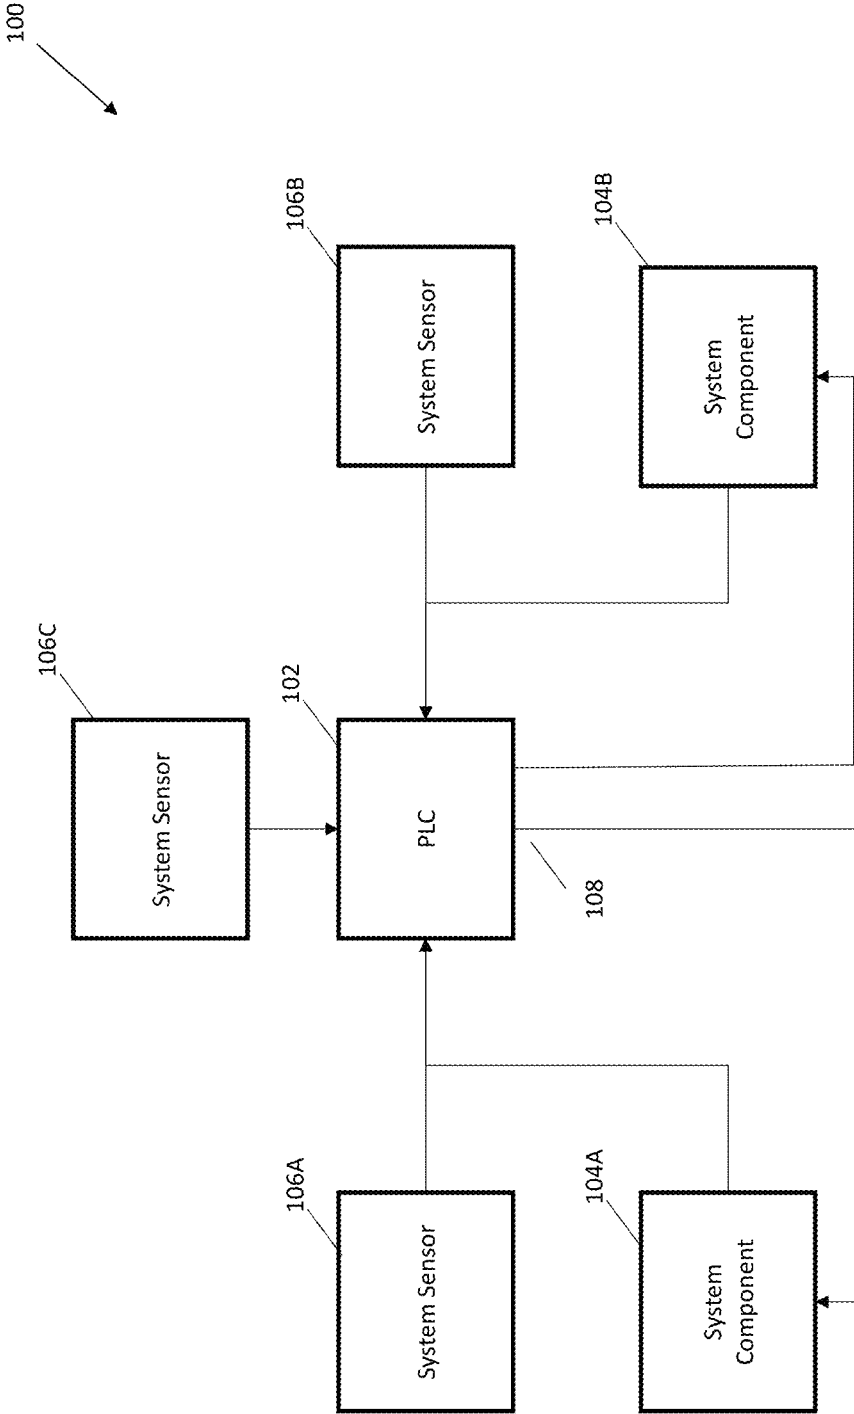 100
106C
System Sensor
106A
102
106B
System Sensor
PLC
System Sensor
104A
108
104B
System
Component
System
Component